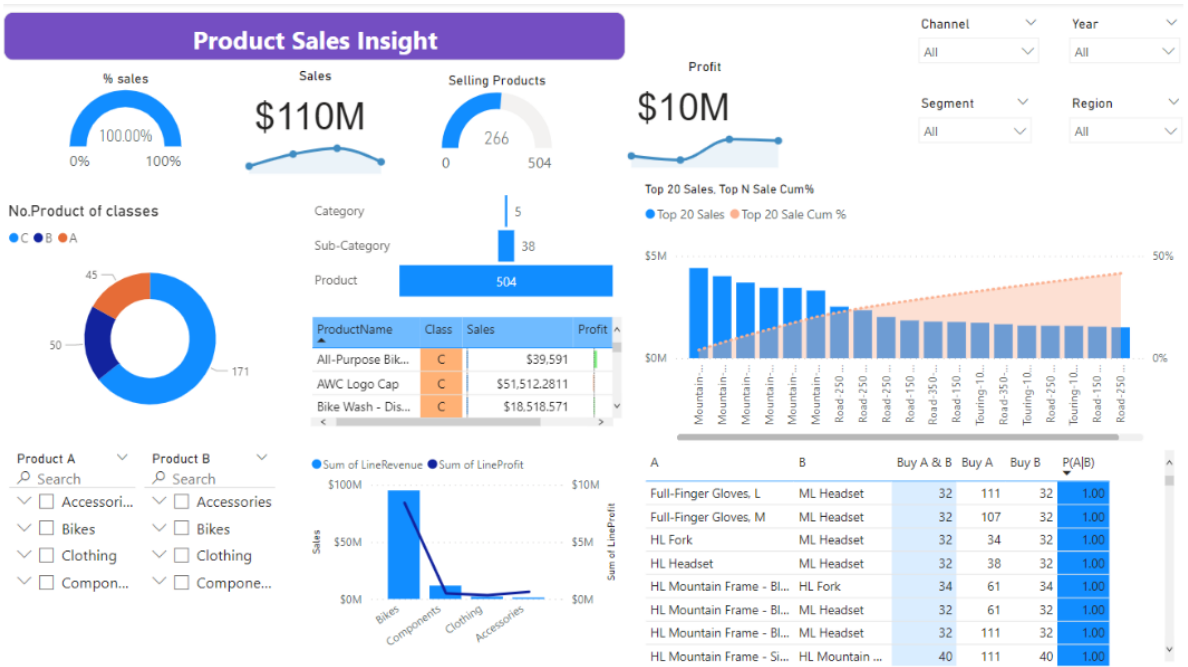 Product Sales Insight
Channel
All
Year
All
Segment
All
Region
All
% sales
100.00%
0% 100%
Sales
$110M
Selling Products
266
0 504
Profit
$10M
No.Product of classes
C B A
45
50
171
Category 5
Sub-Category 38
Product 504
ProductName Class Sales Profit
All-Purpose Bik... C $39,591
AWC Logo Cap C $51,512.2811
Bike Wash - Dis... C $18,518.571
Top 20 Sales, Top N Sale Cum%
Top 20 Sales Top 20 Sale Cum %
$5M 50%
$0M 0%
Mountain-...
Mountain-...
Mountain-...
Mountain-...
Mountain-...
Mountain-...
Road-250 ...
Road-250 ...
Road-250 ...
Road-150 ...
Road-350-...
Road-150 ...
Touring-10...
Road-350-...
Touring-10...
Road-250 ...
Touring-10...
Road-150 ...
Road-250 ...
Product A
Search
Accessori...
Bikes
Clothing
Compon...
Product B
Search
Accessories
Bikes
Clothing
Compone...
Sum of LineRevenue Sum of LineProfit
$100M $10M
$50M $5M
$0M $0M
Sales
Sum of LineProfit
Bikes
Components
Clothing
Accessories
A B Buy A & B Buy A Buy B P(A|B)
Full-Finger Gloves, L ML Headset 32 111 32 1.00
Full-Finger Gloves, M ML Headset 32 107 32 1.00
HL Fork ML Headset 32 34 32 1.00
HL Headset ML Headset 32 38 32 1.00
HL Mountain Frame - Bl... HL Fork 34 61 34 1.00
HL Mountain Frame - Bl... ML Headset 32 61 32 1.00
HL Mountain Frame - Bl... ML Headset 32 111 32 1.00
HL Mountain Frame - Si... HL Mountain ... 40 111 40 1.00